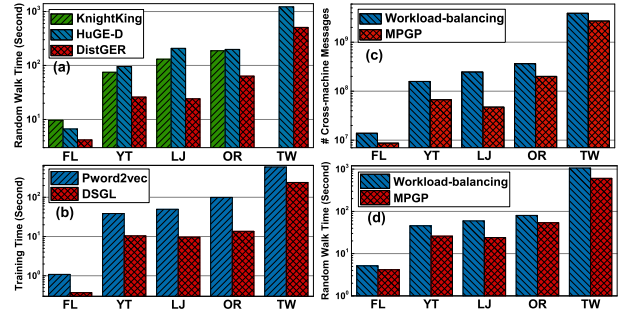 Random Walk Time (Second)
10³
10²
10¹
KnightKing
HuGE-D
DistGER
(a)
FL YT LJ OR TW
# Cross-machine Messages
10⁹
10⁸
10⁷
Workload-balancing
MPGP
(c)
FL YT LJ OR TW
Training Time (Second)
10²
10¹
10⁰
Pword2vec
DSGL
(b)
FL YT LJ OR TW
Random Walk Time (Second)
10³
10²
10¹
10⁰
Workload-balancing
MPGP
(d)
FL YT LJ OR TW